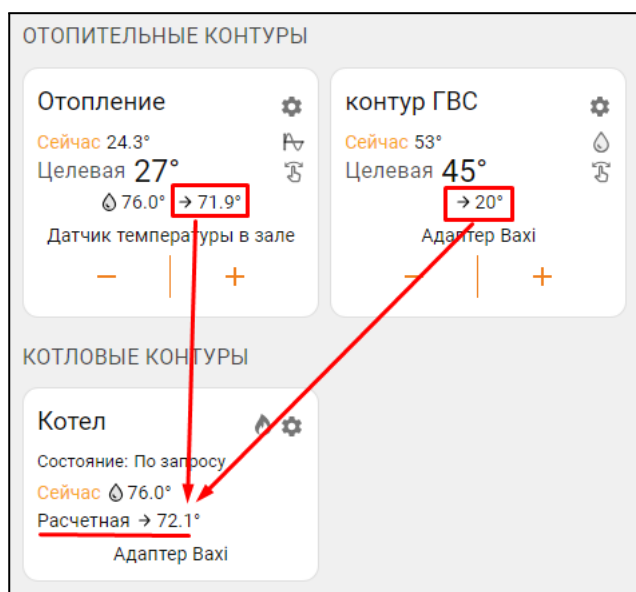 ОТОПИТЕЛЬНЫЕ КОНТУРЫ
Отопление
Сейчас 24.3°
Целевая 27°
76.0° → 71.9°
Датчик температуры в зале
− +
контур ГВС
Сейчас 53°
Целевая 45°
→ 20°
Адаптер Baxi
− +
КОТЛОВЫЕ КОНТУРЫ
Котел
Состояние: По запросу
Сейчас 76.0°
Расчетная → 72.1°
Адаптер Baxi